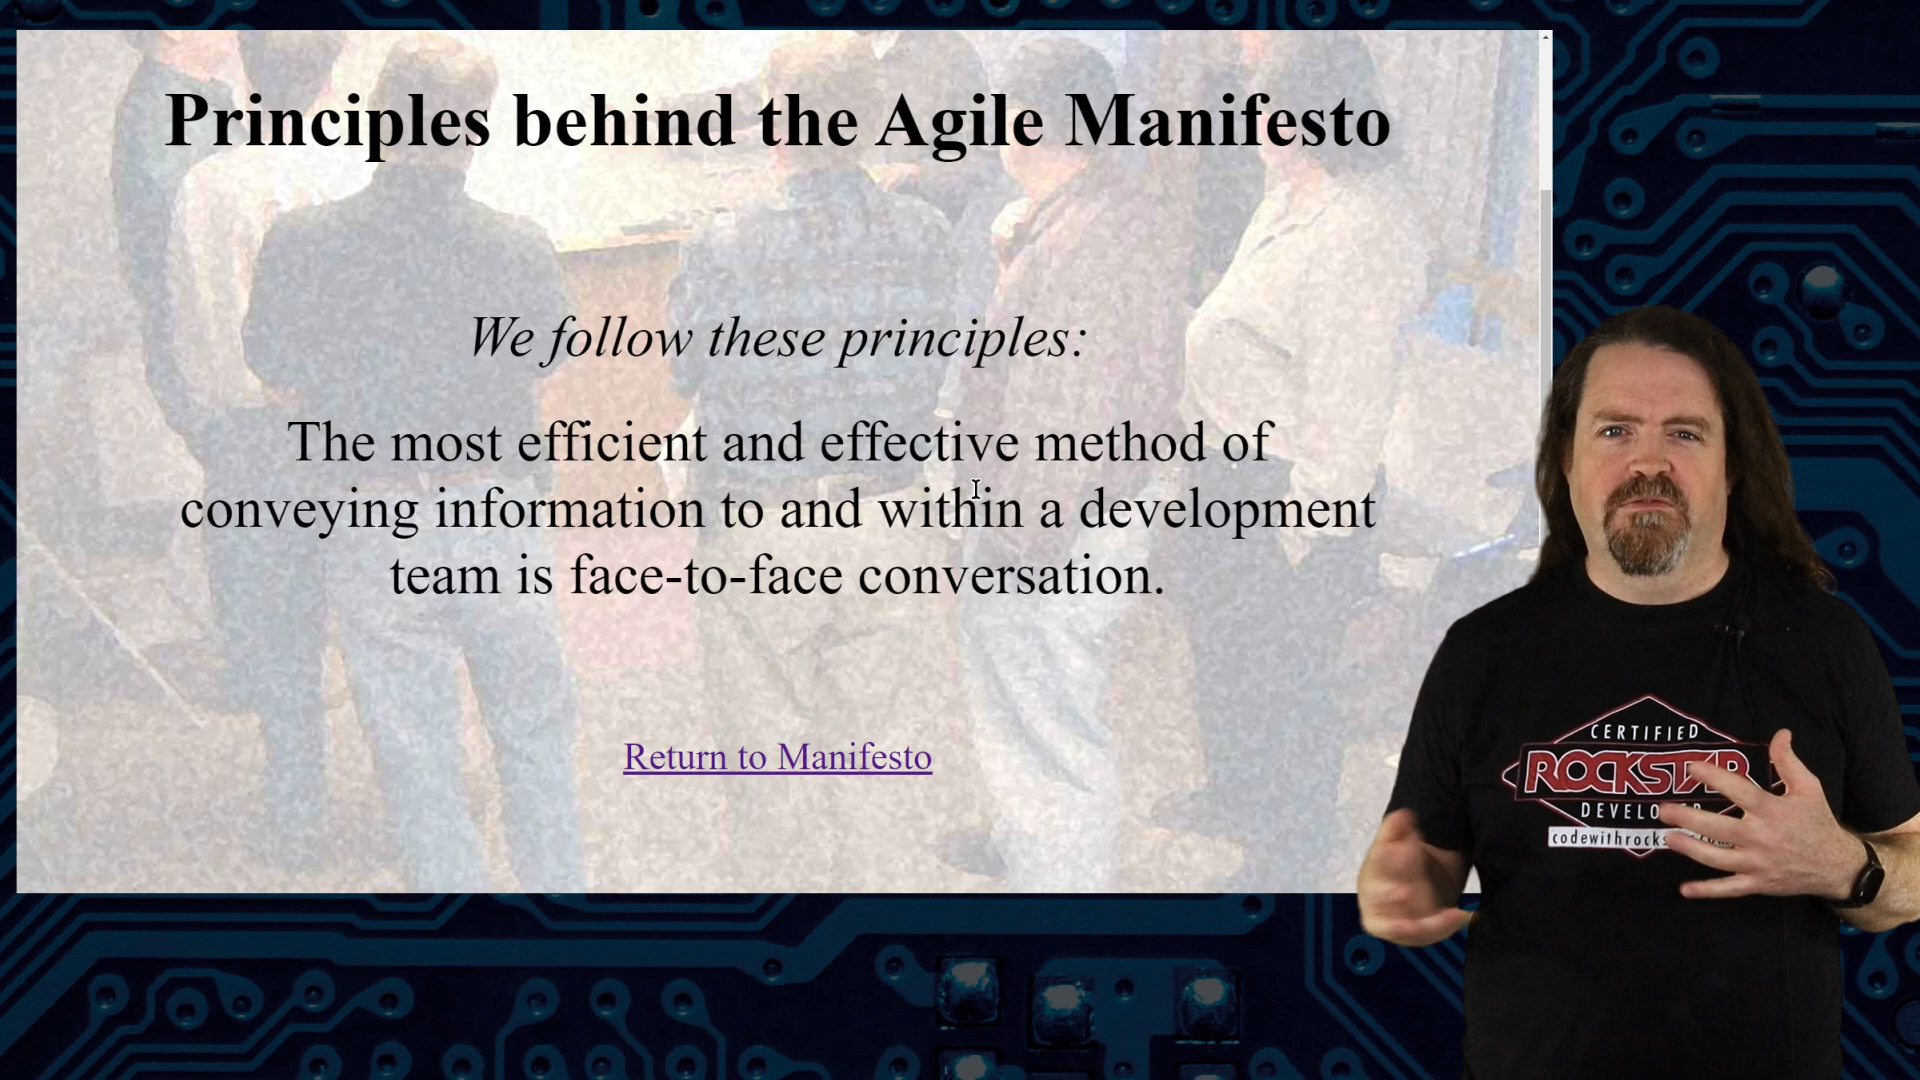 Principles behind the Agile Manifesto
We follow these principles:
The most efficient and effective method of
conveying information to and within a development
team is face-to-face conversation.
Return to Manifesto
CERTIFIED
ROCKSTAR